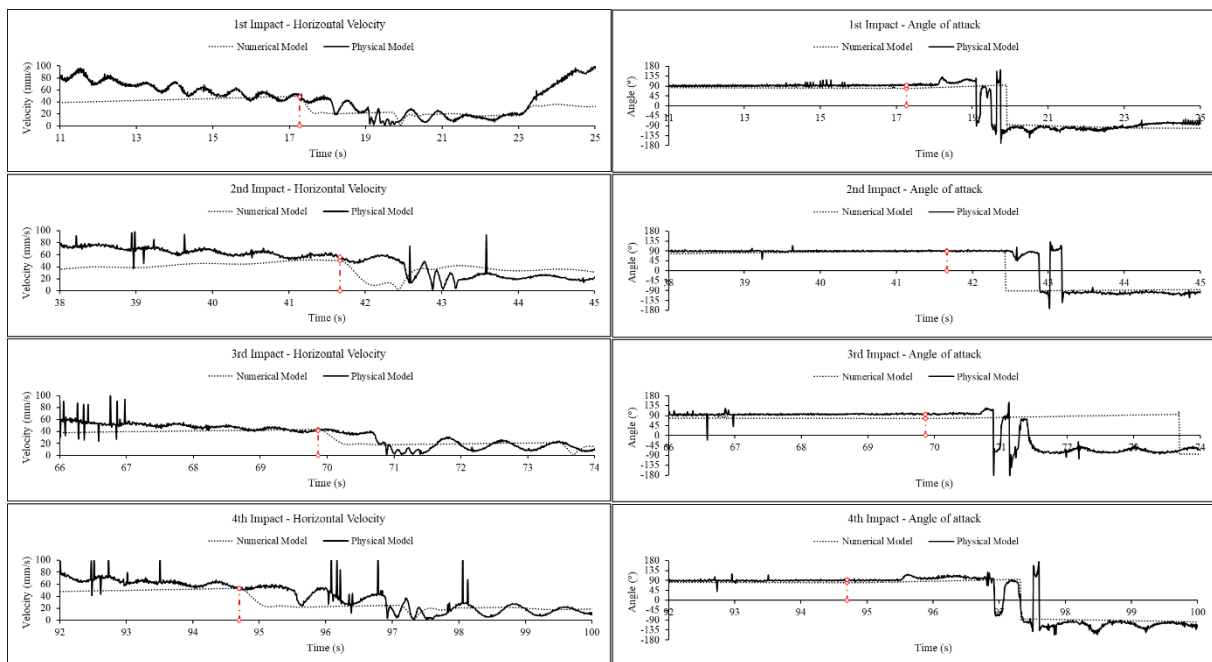 1st Impact - Horizontal Velocity
Numerical Model Physical Model
Velocity (mm/s)
100
80
60
40
20
0
11 13 15 17 19 21 23 25
Time (s)
1st Impact - Angle of attack
Numerical Model Physical Model
Angle (°)
180
135
90
45
0
-45
-90
-135
-180
11 13 15 17 19 21 23 25
Time (s)
2nd Impact - Horizontal Velocity
Numerical Model Physical Model
Velocity (mm/s)
100
80
60
40
20
0
38 39 40 41 42 43 44 45
Time (s)
2nd Impact - Angle of attack
Numerical Model Physical Model
Angle (°)
180
135
90
45
0
-45
-90
-135
-180
38 39 40 41 42 43 44 45
Time (s)
3rd Impact - Horizontal Velocity
Numerical Model Physical Model
Velocity (mm/s)
100
80
60
40
20
0
66 67 68 69 70 71 72 73 74
Time (s)
3rd Impact - Angle of attack
Numerical Model Physical Model
Angle (°)
180
135
90
45
0
-45
-90
-135
-180
66 67 68 69 70 71 72 74
Time (s)
4th Impact - Horizontal Velocity
Numerical Model Physical Model
Velocity (mm/s)
100
80
60
40
20
0
92 93 94 95 96 97 98 99 100
Time (s)
4th Impact - Angle of attack
Numerical Model Physical Model
Angle (°)
180
135
90
45
0
-45
-90
-135
-180
92 93 94 95 96 97 98 99 100
Time (s)